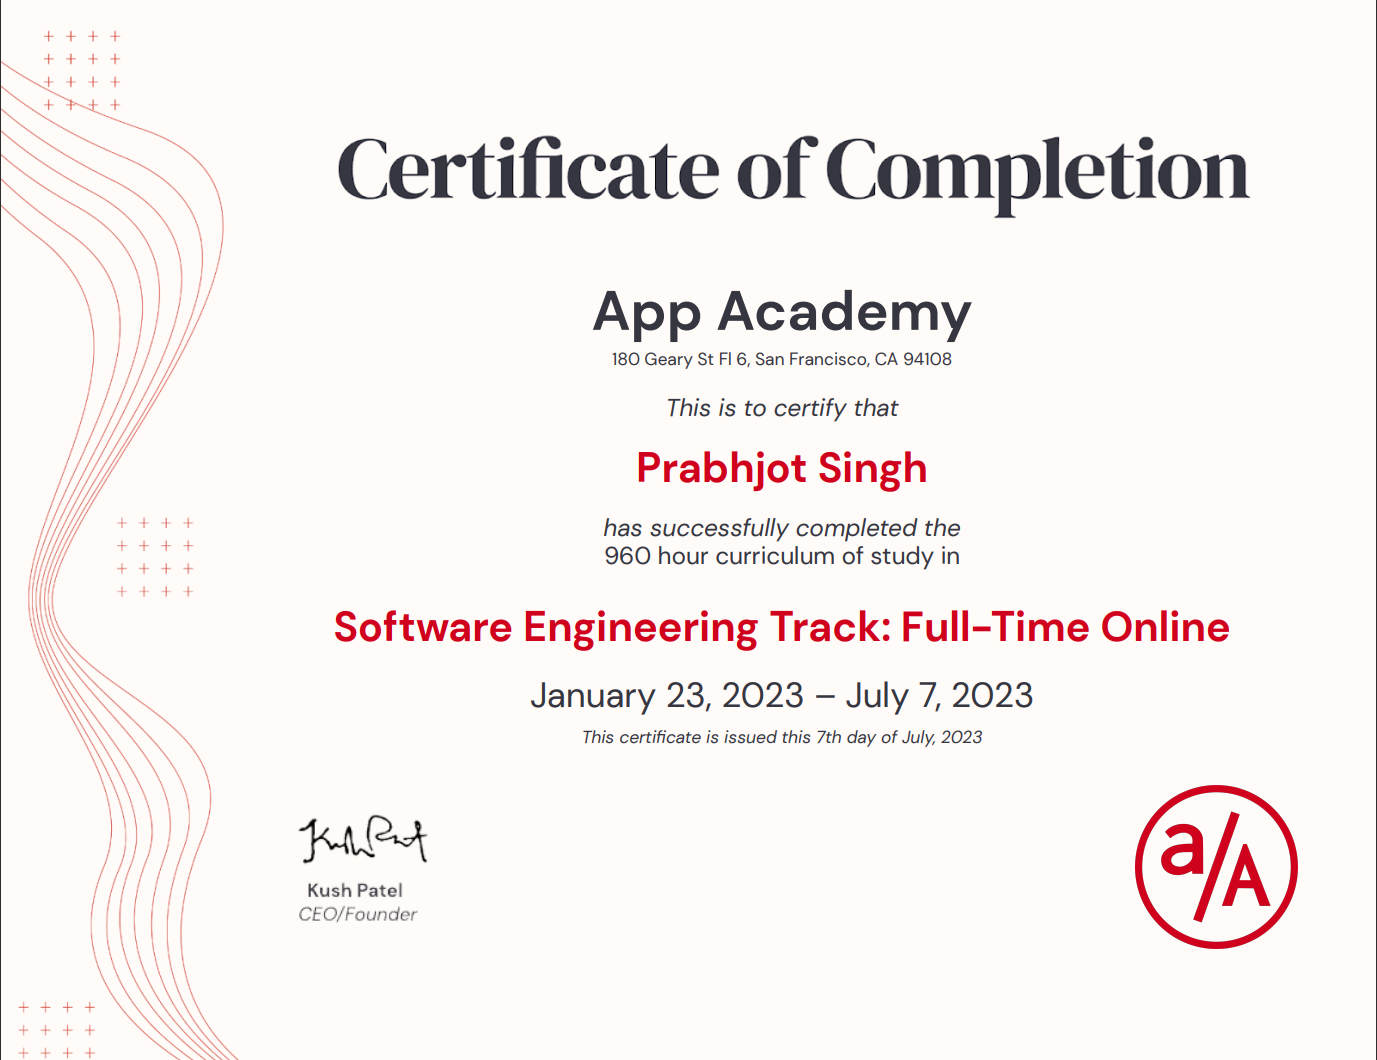 Certificate of Completion
App Academy
180 Geary St Fl 6, San Francisco, CA 94108
This is to certify that
Prabhjot Singh
has successfully completed the
960 hour curriculum of study in
Software Engineering Track: Full-Time Online
January 23, 2023 – July 7, 2023
This certificate is issued this 7th day of July, 2023
Kush Patel
Kush Patel
CEO/Founder
a/A